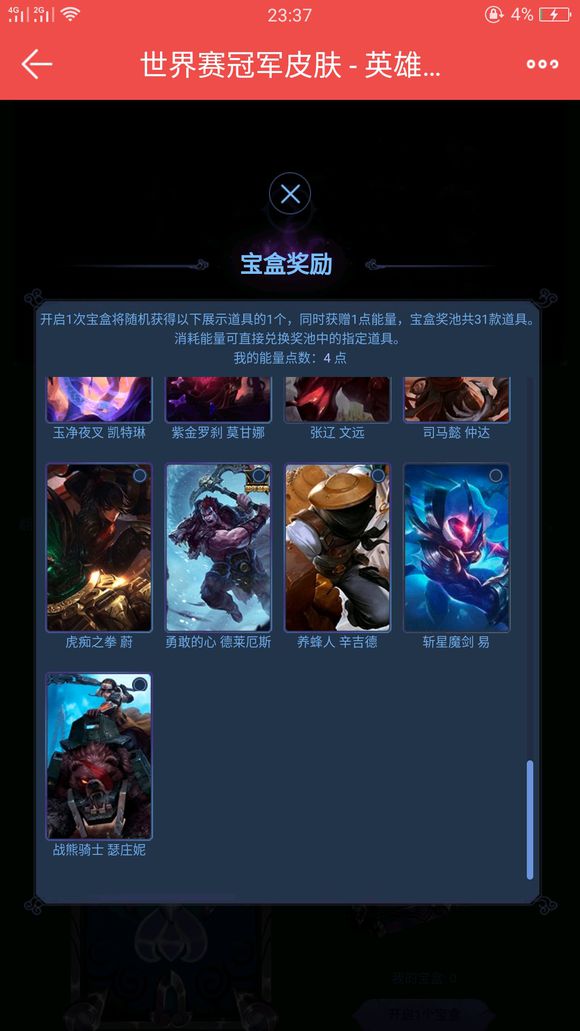 4G 2G 23:37 4%
世界赛冠军皮肤 - 英雄...
宝盒奖励
开启1次宝盒将随机获得以下展示道具的1个，同时获赠1点能量，宝盒奖池共31款道具。
消耗能量可直接兑换奖池中的指定道具。
我的能量点数：4 点
玉净夜叉 凯特琳 紫金罗刹 莫甘娜 张辽 文远 司马懿 仲达
虎痴之拳 蔚 勇敢的心 德莱厄斯 养蜂人 辛吉德 斩星魔剑 易
战熊骑士 瑟庄妮
我的宝盒: 0
开启1个宝盒